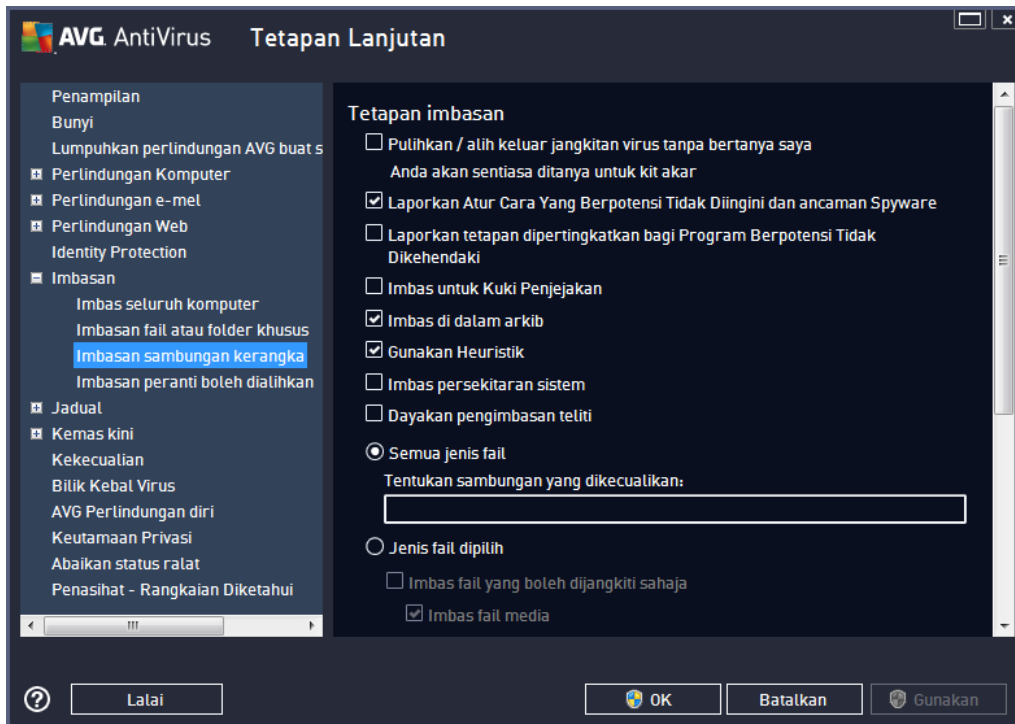 AVG. AntiVirus Tetapan Lanjutan
Penampilan
Bunyi
Lumpuhkan perlindungan AVG buat s
Perlindungan Komputer
Perlindungan e-mel
Perlindungan Web
Identity Protection
Imbasan
Imbas seluruh komputer
Imbasan fail atau folder khusus
Imbasan sambungan kerangka
Imbasan peranti boleh dialihkan
Jadual
Kemas kini
Kekecualian
Bilik Kebal Virus
AVG Perlindungan diri
Keutamaan Privasi
Abaikan status ralat
Penasihat - Rangkaian Diketahui
Tetapan imbasan
Pulihkan / alih keluar jangkitan virus tanpa bertanya saya
Anda akan sentiasa ditanya untuk kit akar
Laporkan Atur Cara Yang Berpotensi Tidak Diingini dan ancaman Spyware
Laporkan tetapan dipertingkatkan bagi Program Berpotensi Tidak
Dikehendaki
Imbas untuk Kuki Penjejakan
Imbas di dalam arkib
Gunakan Heuristik
Imbas persekitaran sistem
Dayakan pengimbasan teliti
Semua jenis fail
Tentukan sambungan yang dikecualikan:
Jenis fail dipilih
Imbas fail yang boleh dijangkiti sahaja
Imbas fail media
Lalai
OK
Batalkan
Gunakan